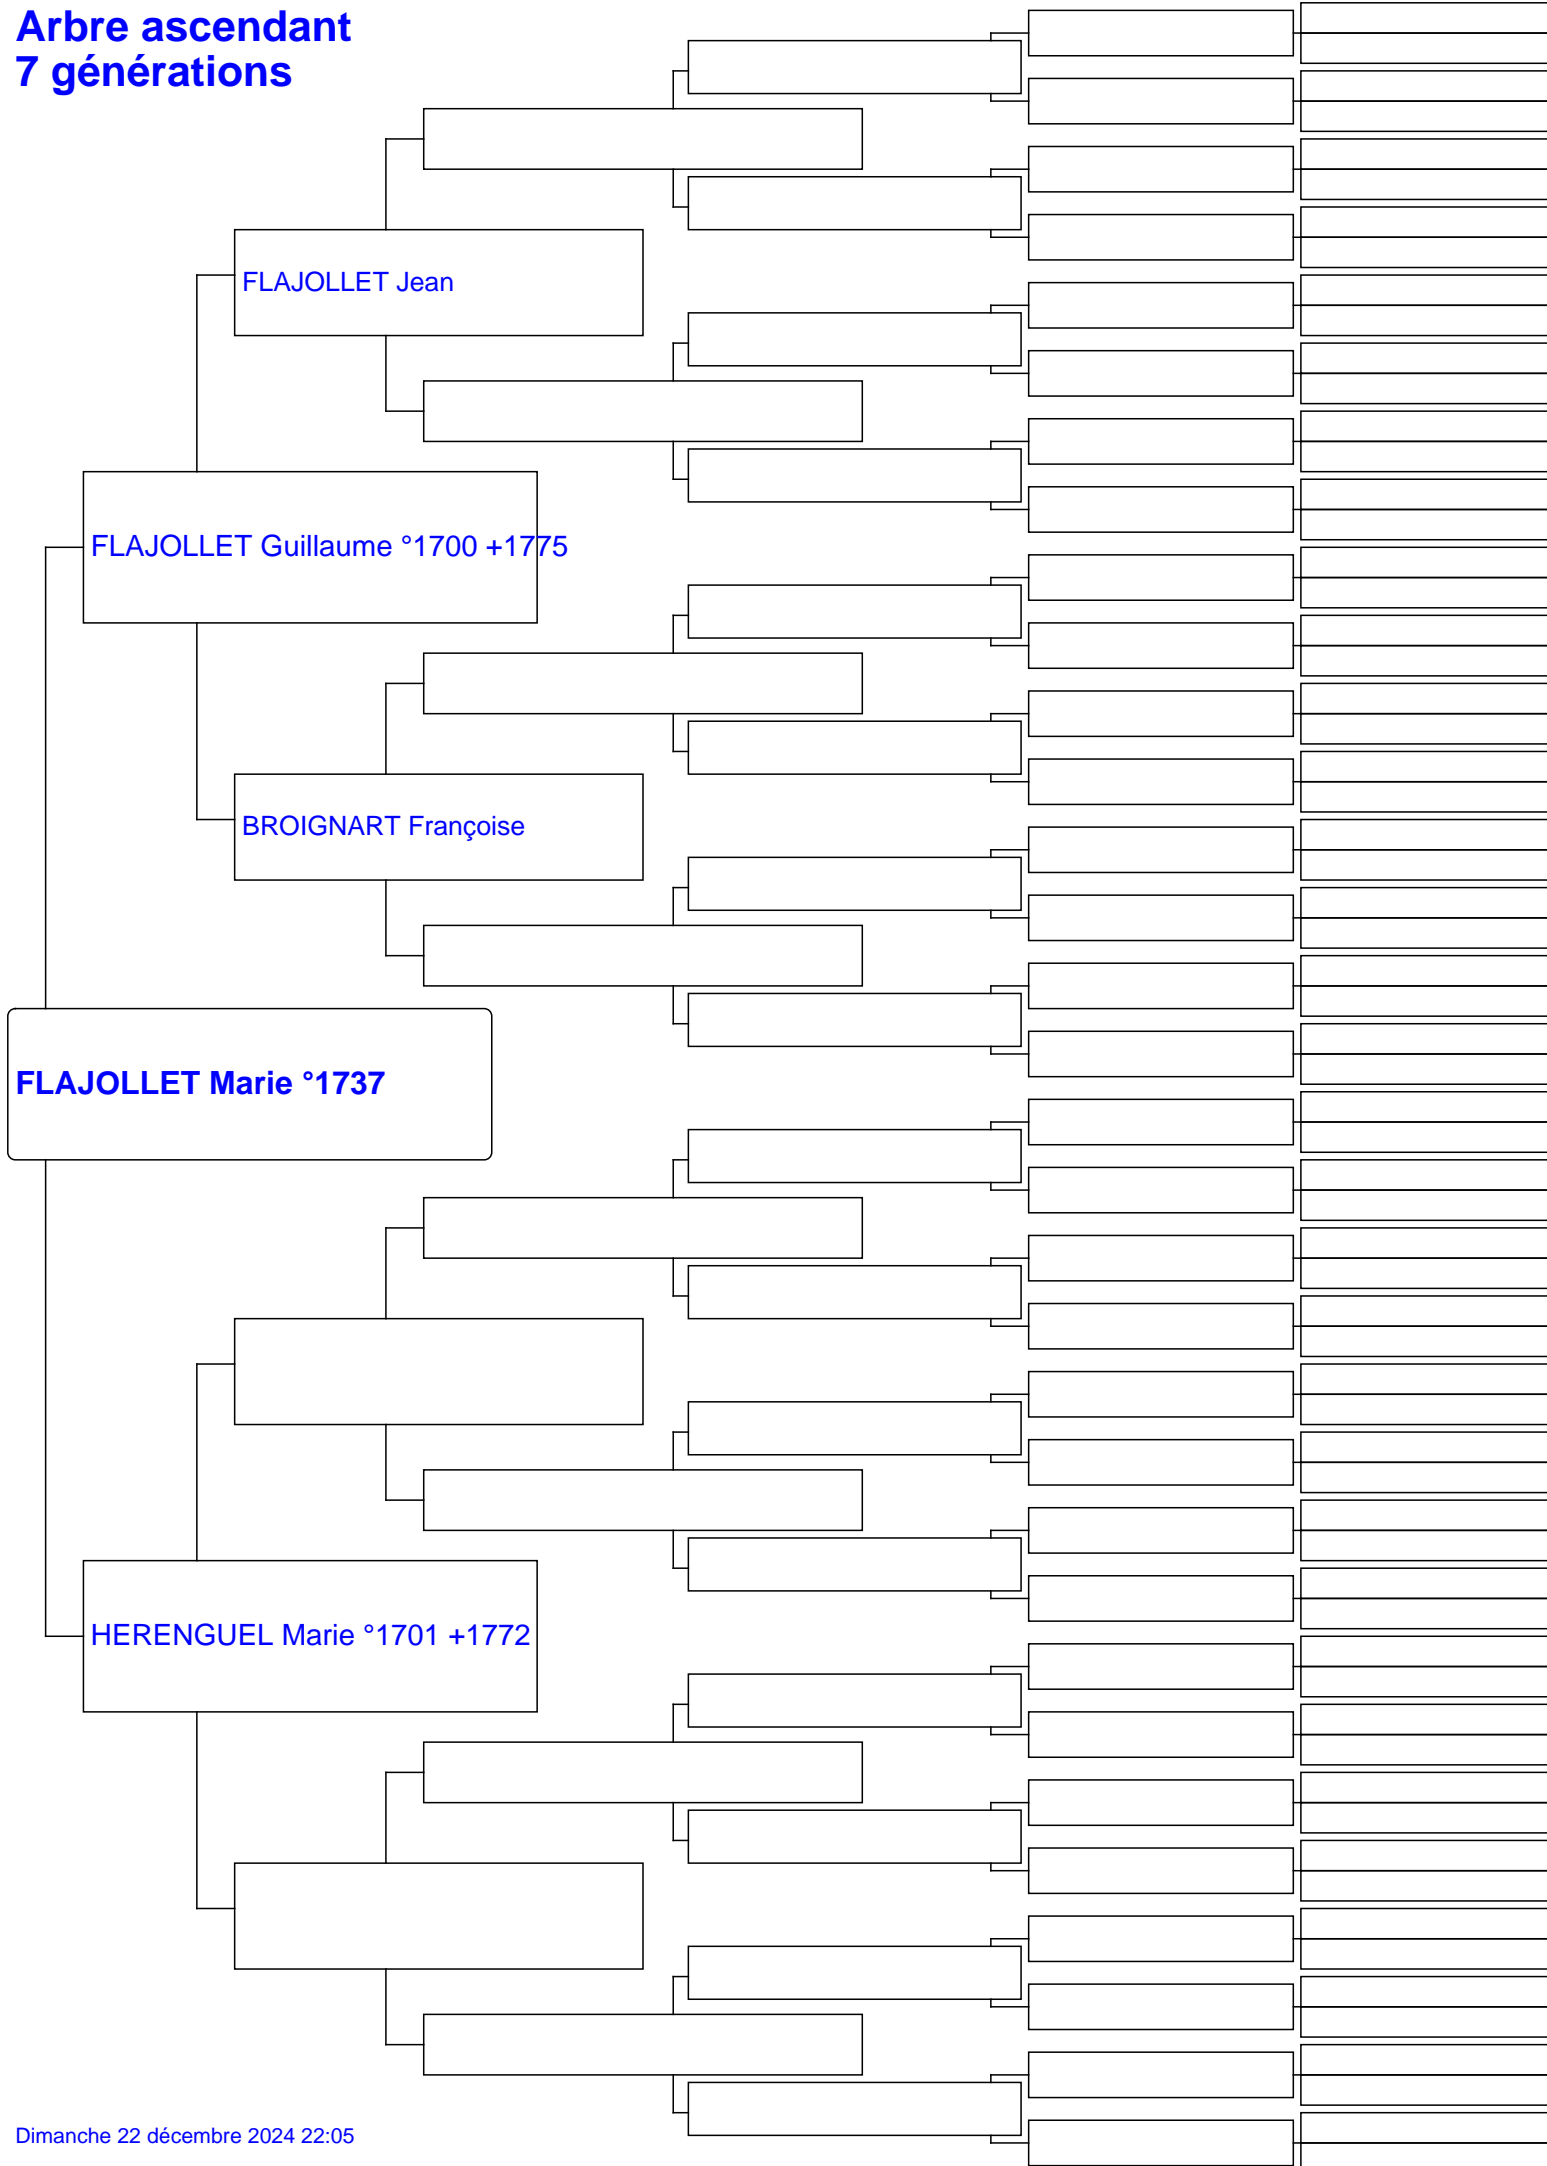 Arbre ascendant
7 générations
FLAJOLLET Jean
FLAJOLLET Guillaume °1700 +1775
BROIGNART Françoise
FLAJOLLET Marie °1737
HERENGUEL Marie °1701 +1772
Dimanche 22 décembre 2024 22:05